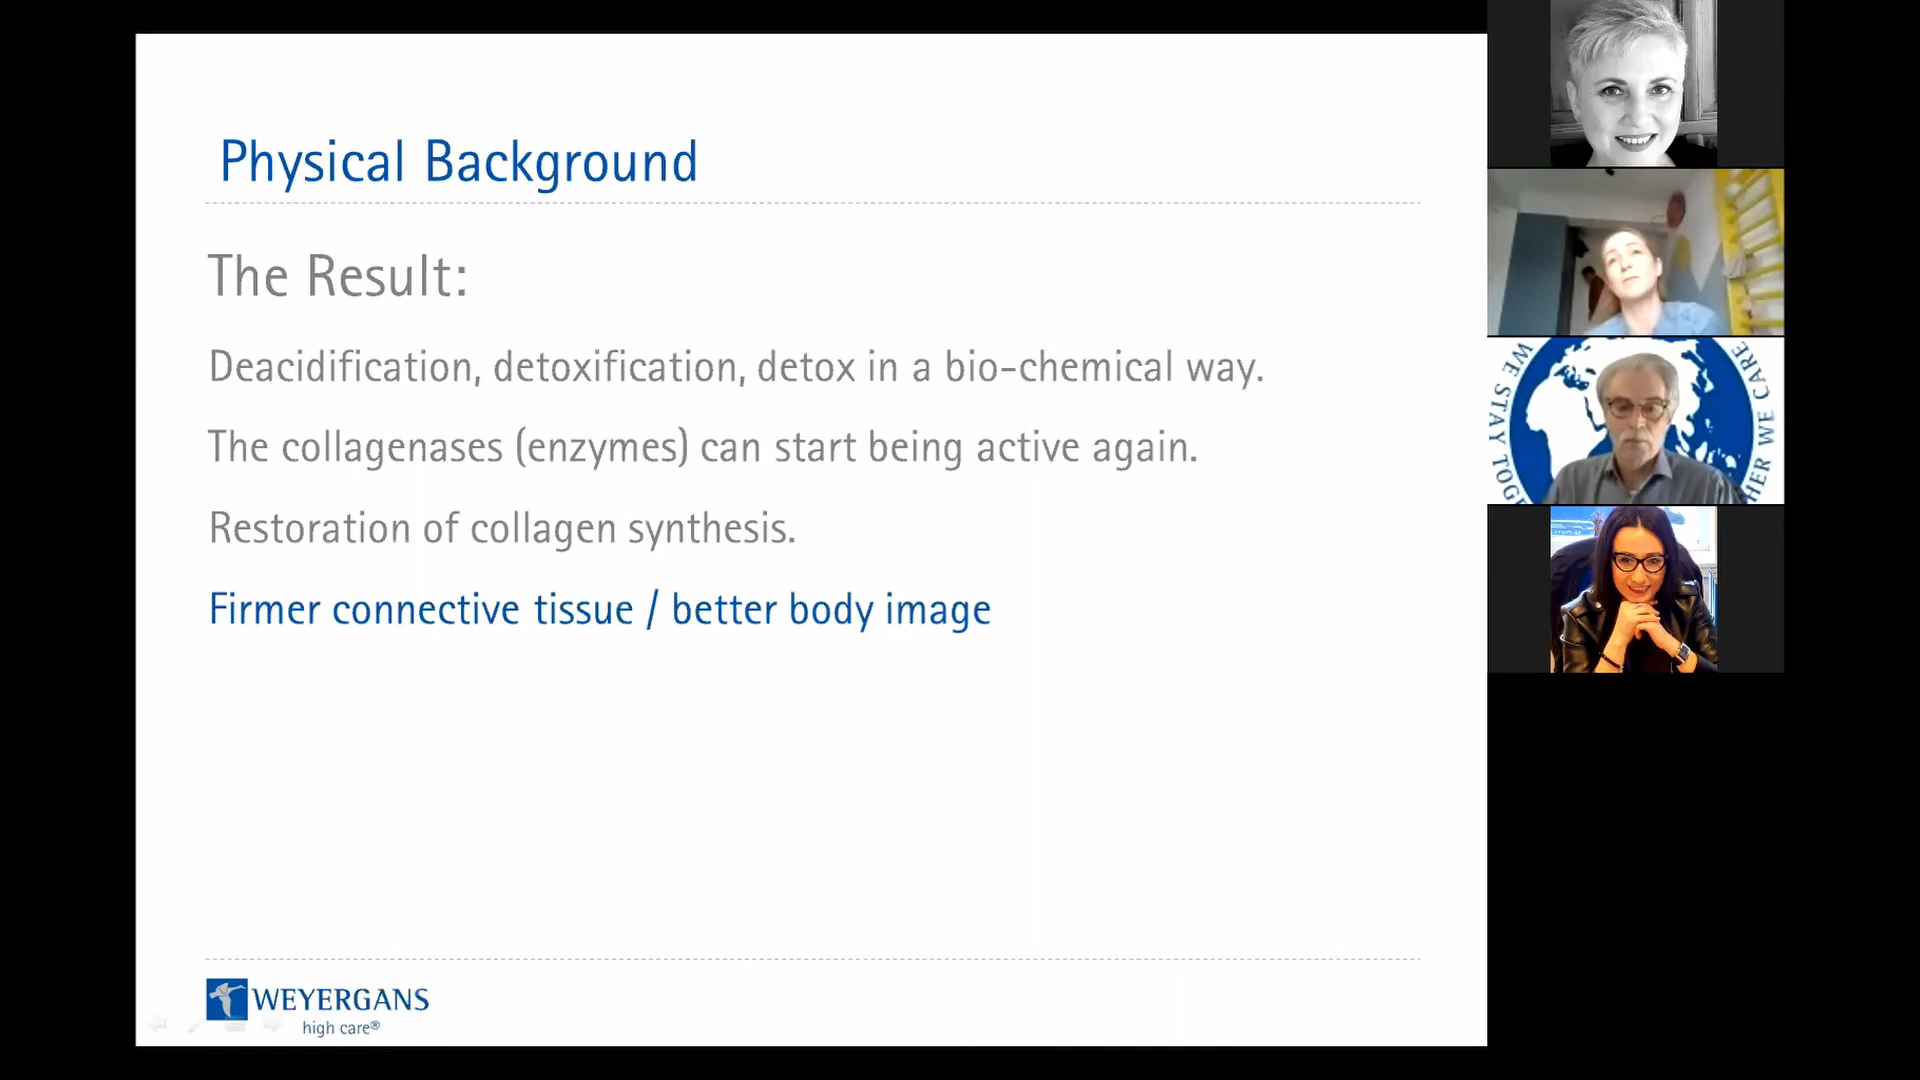 Physical Background
The Result:
Deacidification, detoxification, detox in a bio-chemical way.
The collagenases (enzymes) can start being active again.
Restoration of collagen synthesis.
Firmer connective tissue / better body image
WEYERGANS
high care®
WE STAY TOG
HER WE CARE